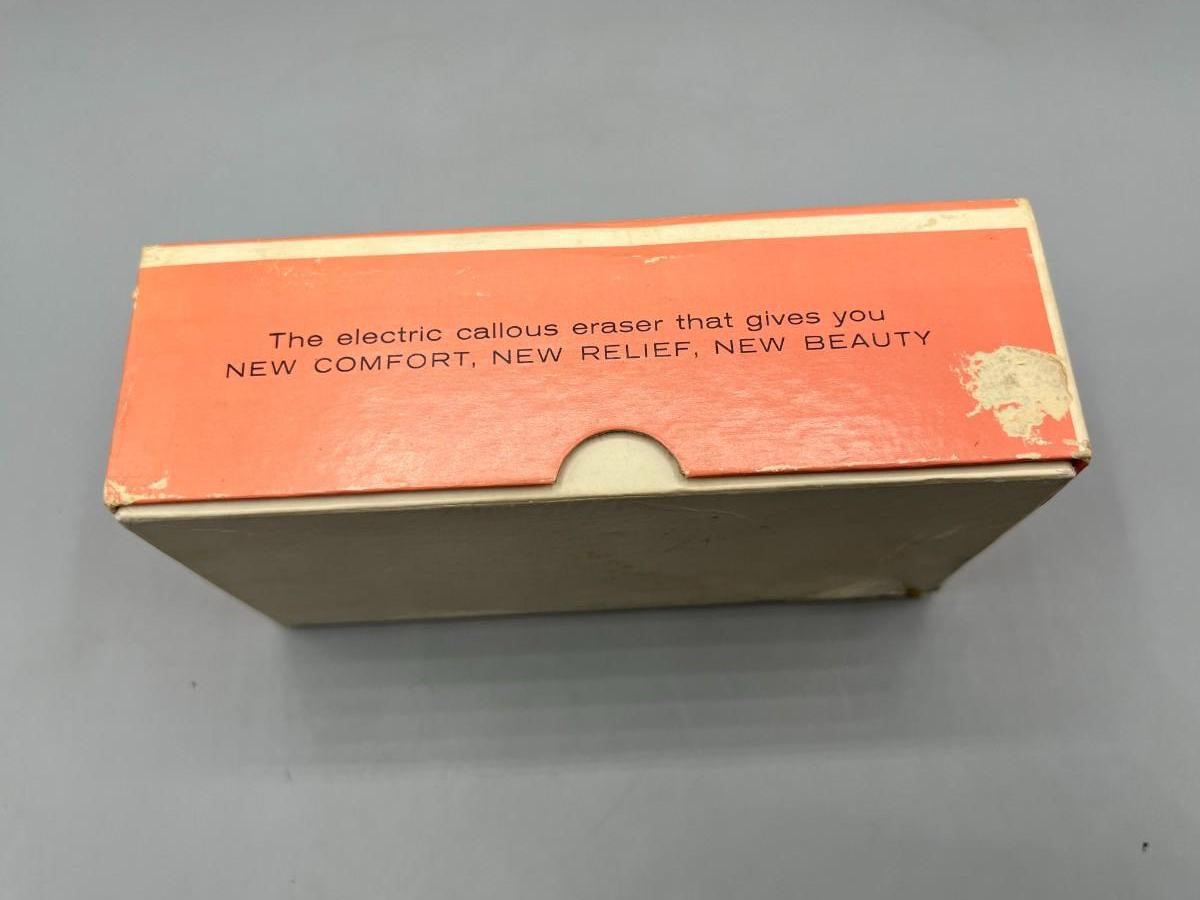 The electric callous eraser that gives you
NEW COMFORT, NEW RELIEF, NEW BEAUTY